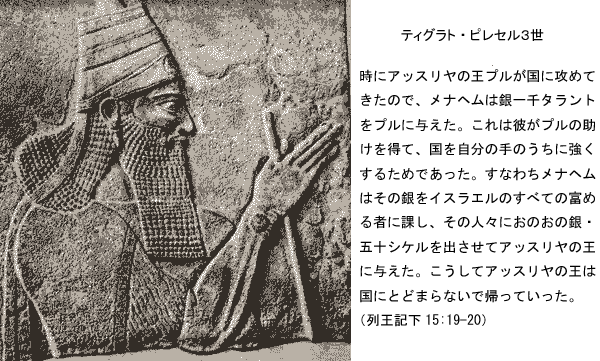 ティグラト・ピレセル3世
時にアッスリヤの王プルが国に攻めて
きたので、メナヘムは銀一千タラント
をプルに与えた。これは彼がプルの助
けを得て、国を自分の手のうちに強く
するためであった。すなわちメナヘム
はその銀をイスラエルのすべての富め
る者に課し、その人々におのおの銀・
五十シケルを出させてアッスリヤの王
に与えた。こうしてアッスリヤの王は
国にとどまらないで帰っていった。
(列王記下 15:19-20)